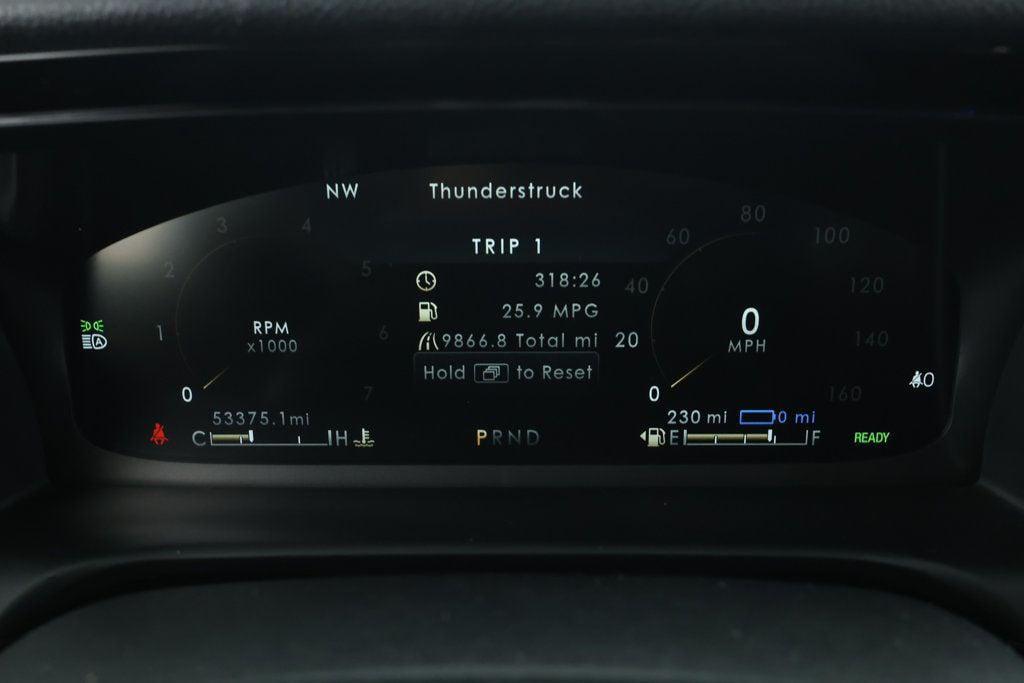 NW Thunderstruck
TRIP 1
318:26
25.9 MPG
9866.8 Total mi
Hold to Reset
0 1 2 3 4 5 6 7
RPM
x1000
0 20 40 60 80 100 120 140 160
0
MPH
A
O
53375.1mi
C H
PRND
230 mi 0 mi
E F
READY